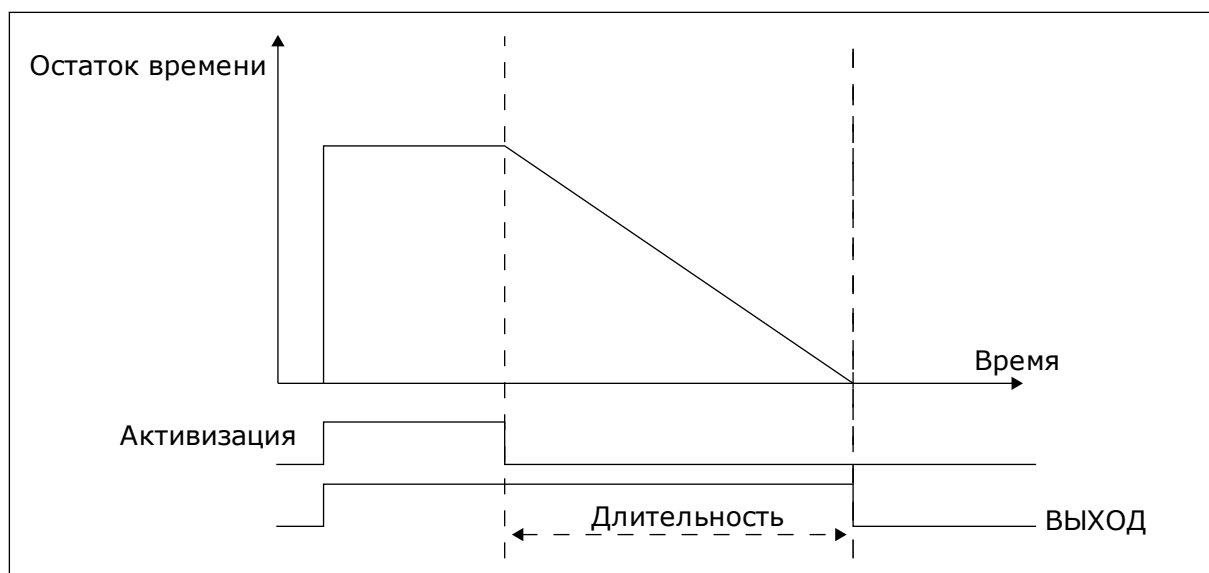 Остаток времени
Время
Активизация
Длительность
ВЫХОД